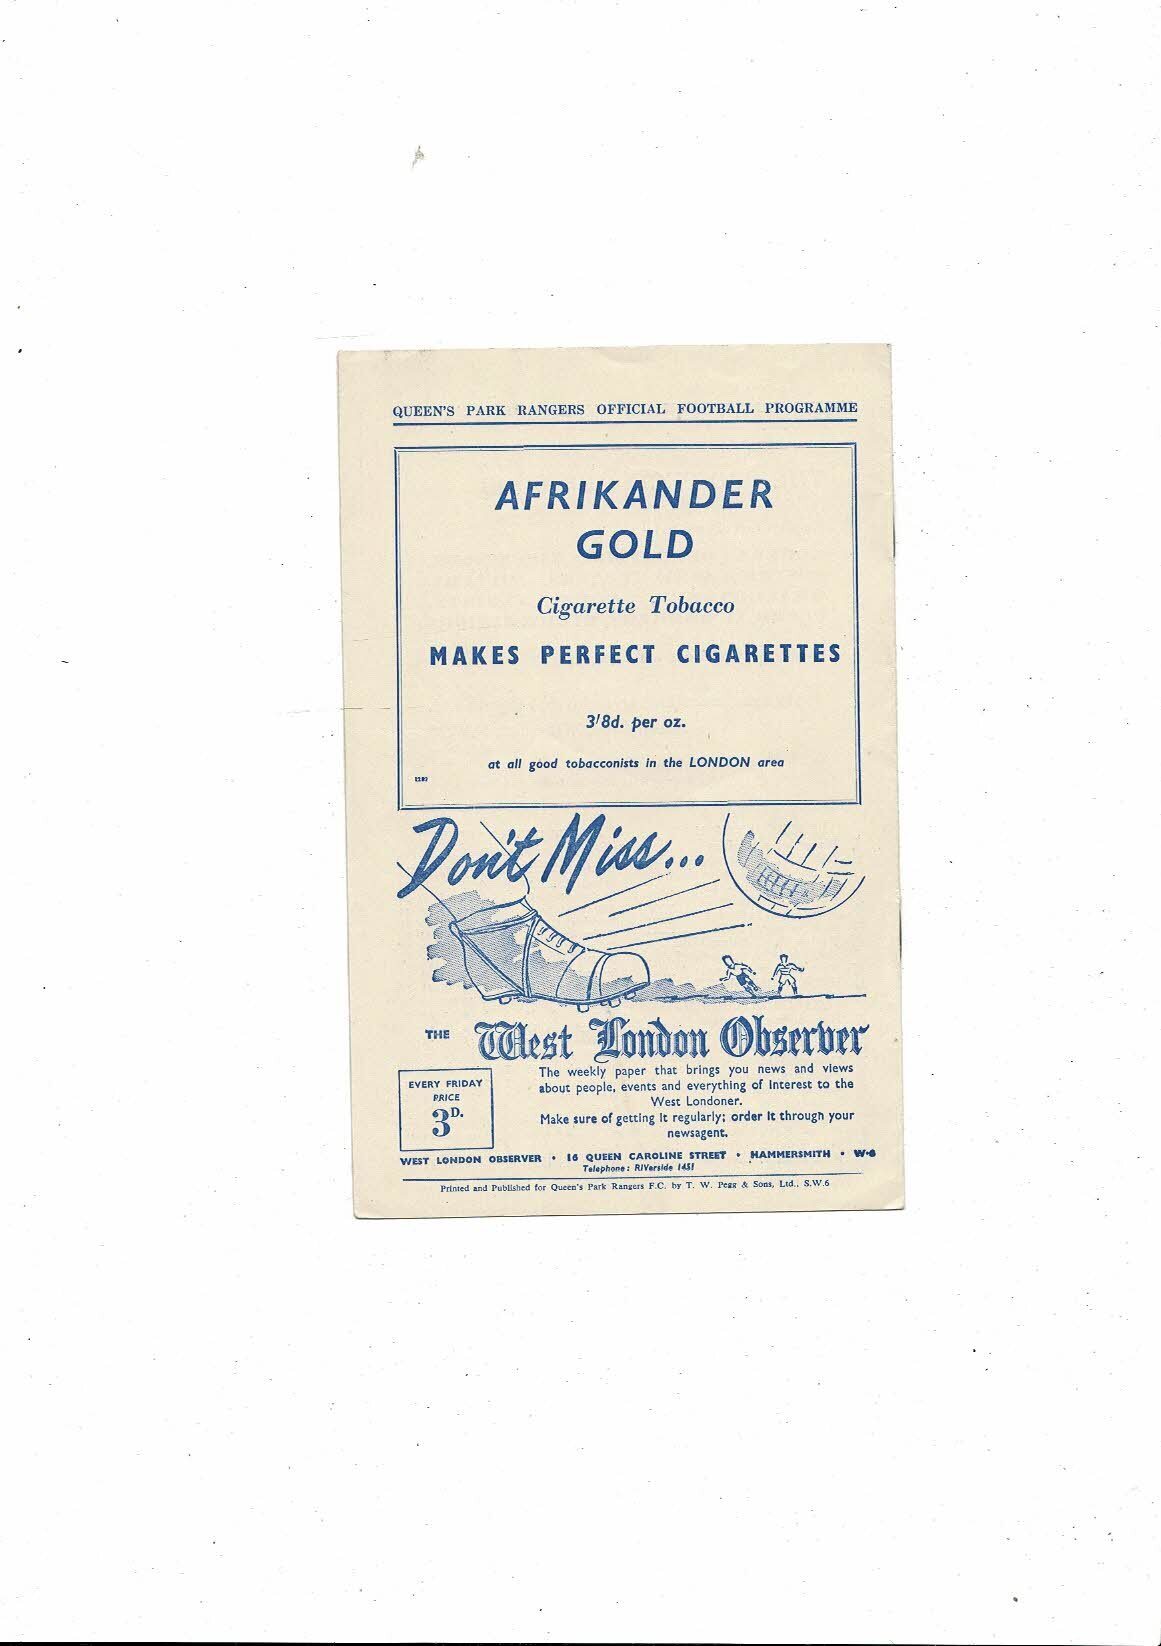 QUEEN'S PARK RANGERS OFFICIAL FOOTBALL PROGRAMME
AFRIKANDER
GOLD
Cigarette Tobacco
MAKES PERFECT CIGARETTES
3'8d. per oz.
at all good tobacconists in the LONDON area
1282
Don't Miss...
THE West London Observer
EVERY FRIDAY
PRICE
3D.
The weekly paper that brings you news and views
about people, events and everything of interest to the
West Londoner.
Make sure of getting it regularly; order it through your
newsagent.
WEST LONDON OBSERVER • 16 QUEEN CAROLINE STREET • HAMMERSMITH • W·6
Telephone: RIVerside 1451
Printed and Published for Queen's Park Rangers F.C. by T. W. Pegg & Sons, Ltd., S.W.6